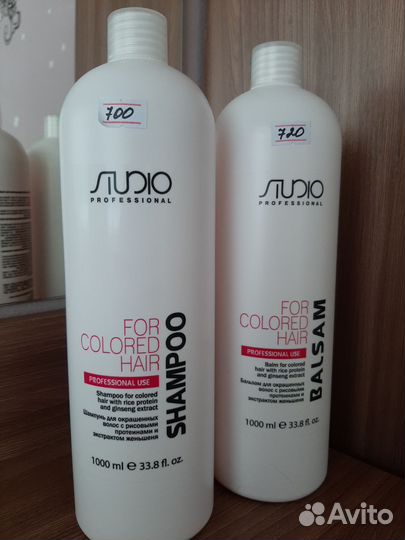 700
STUDIO
PROFESSIONAL
FOR
COLORED
HAIR
PROFESSIONAL USE
Shampoo for colored
hair with rice protein
and ginseng extract
Шампунь для окрашенных
волос с рисовыми
протеинами и
экстрактом женьшеня
SHAMPOO
1000 ml ℮ 33.8 fl. oz.
720
STUDIO
PROFESSIONAL
FOR
COLORED
HAIR
PROFESSIONAL USE
Balm for colored
hair with rice protein
and ginseng extract
Бальзам для окрашенных
волос с рисовыми
протеинами и
экстрактом женьшеня
BALSAM
1000 ml ℮ 33.8 fl. oz.
Avito